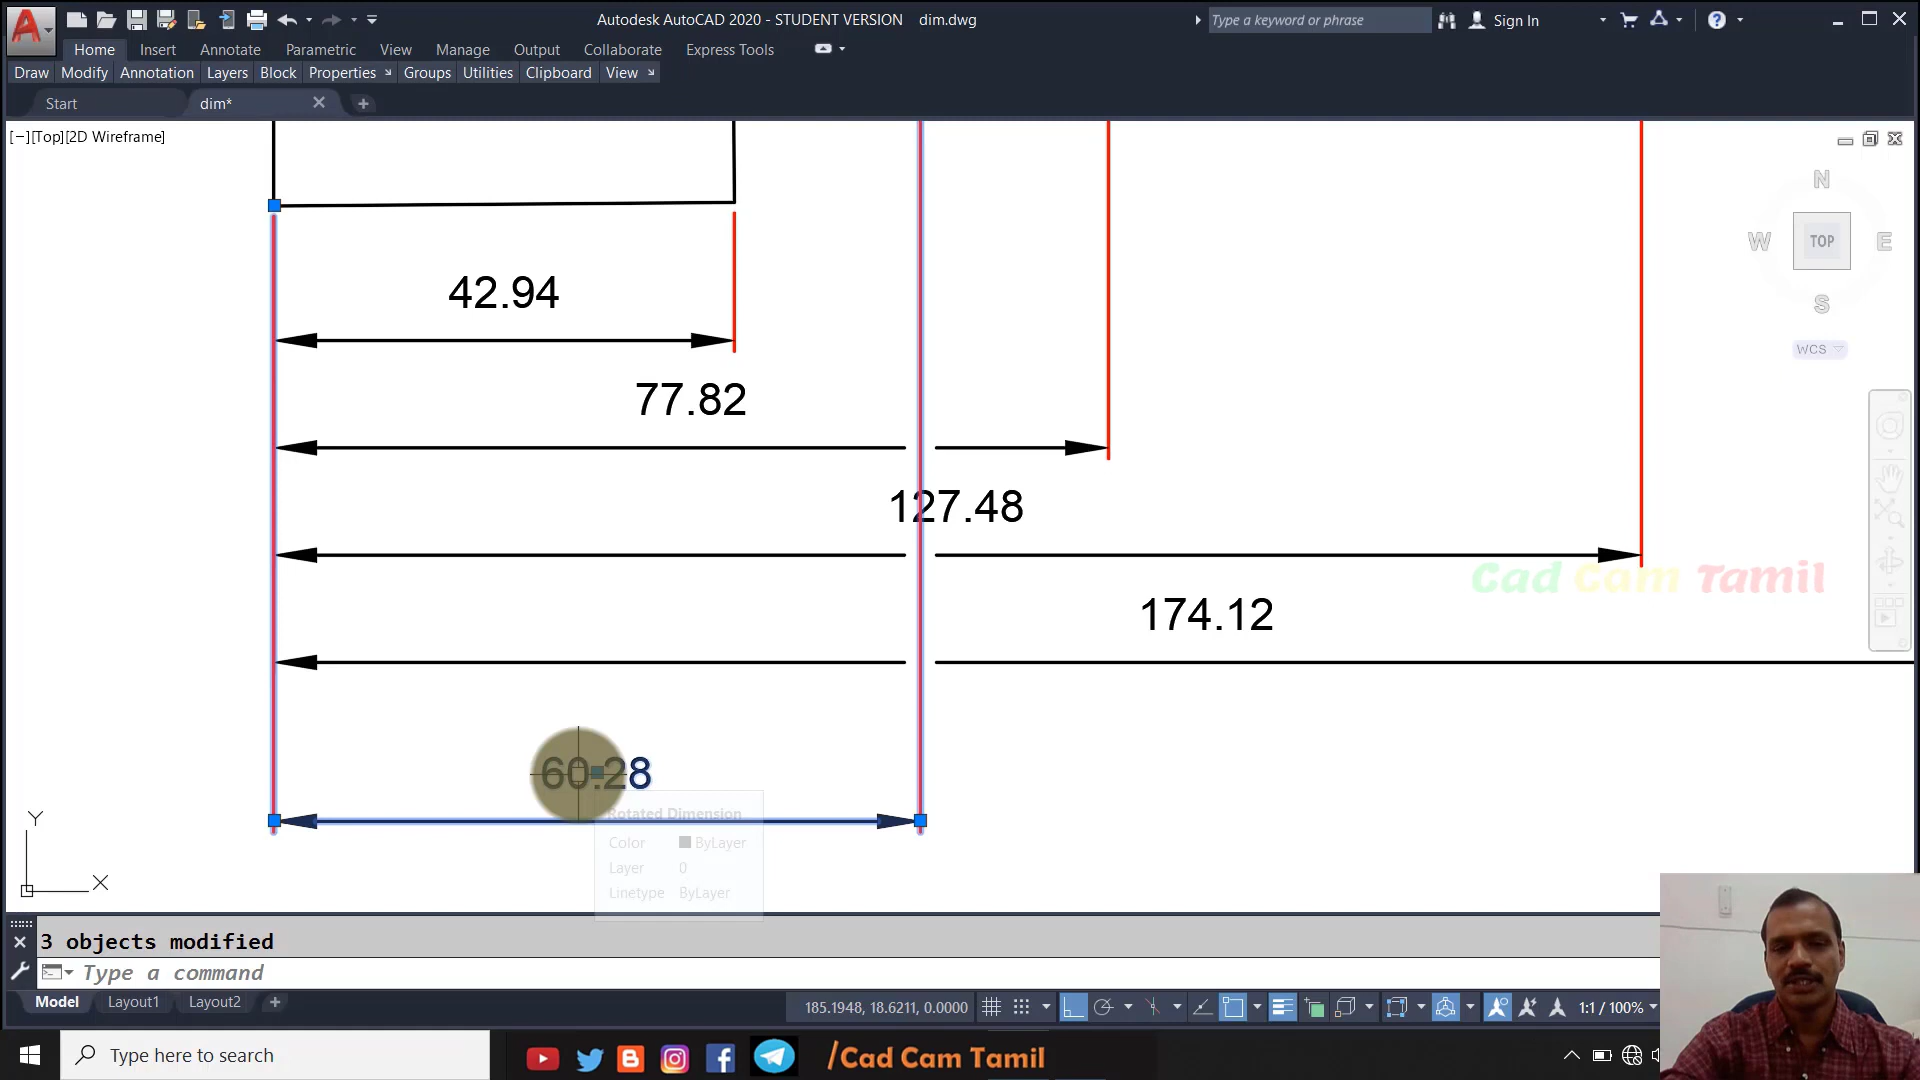 Autodesk AutoCAD 2020 - STUDENT VERSION dim.dwg
Type a keyword or phrase
Sign In
Home Insert Annotate Parametric View Manage Output Collaborate Express Tools
Draw Modify Annotation Layers Block Properties Groups Utilities Clipboard View
Start
dim*
[−][Top][2D Wireframe]
N
W TOP E
S
WCS
42.94
77.82
127.48
Cad Cam Tamil
174.12
60.28
Rotated Dimension
Color ByLayer
Layer 0
Linetype ByLayer
Y
X
3 objects modified
Type a command
Model Layout1 Layout2
185.1948, 18.6211, 0.0000
1:1 / 100%
Type here to search
/Cad Cam Tamil